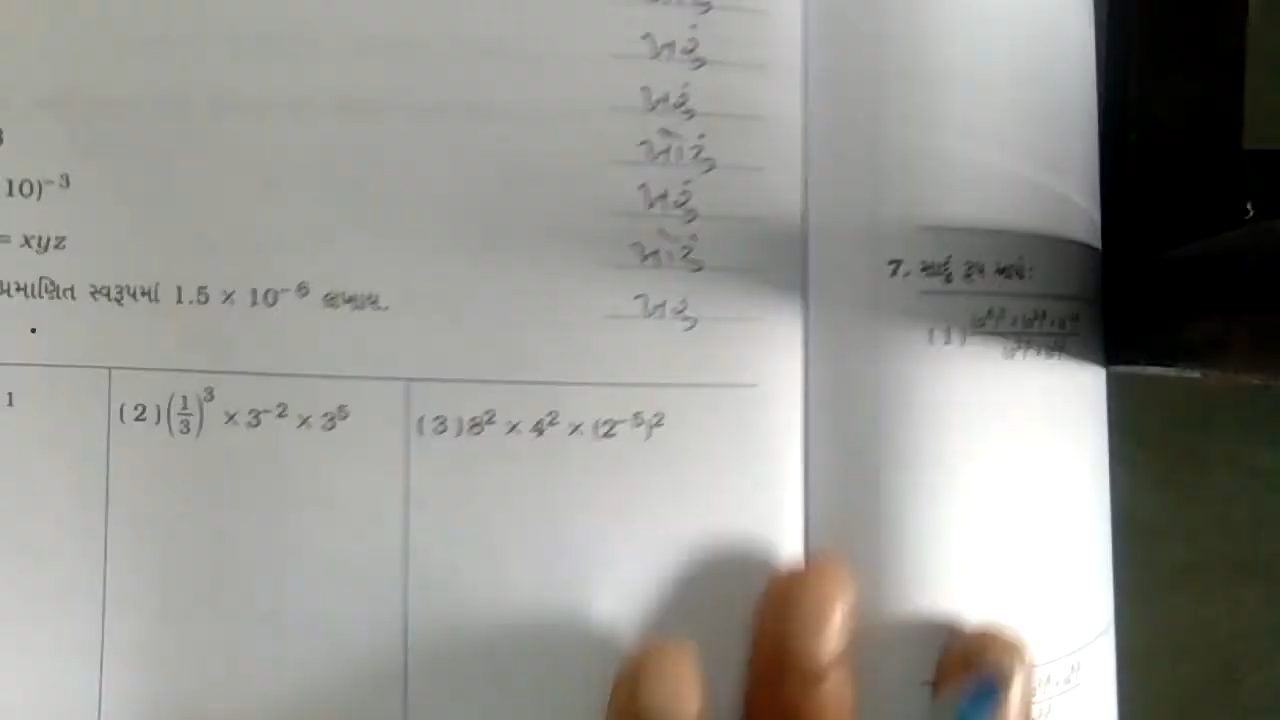 ખરું
ખરું
ખોટું
10)⁻³
ખરું
= xyz
ખોટું
પ્રમાણિત સ્વરૂપમાં 1.5 × 10⁻⁶ લખાય.
ખરું
1
(2) (1/3)³ × 3⁻² × 3⁵
(3) 8² × 4² × (2⁻⁵)²
7. સાદું રૂપ આપો:
(1)